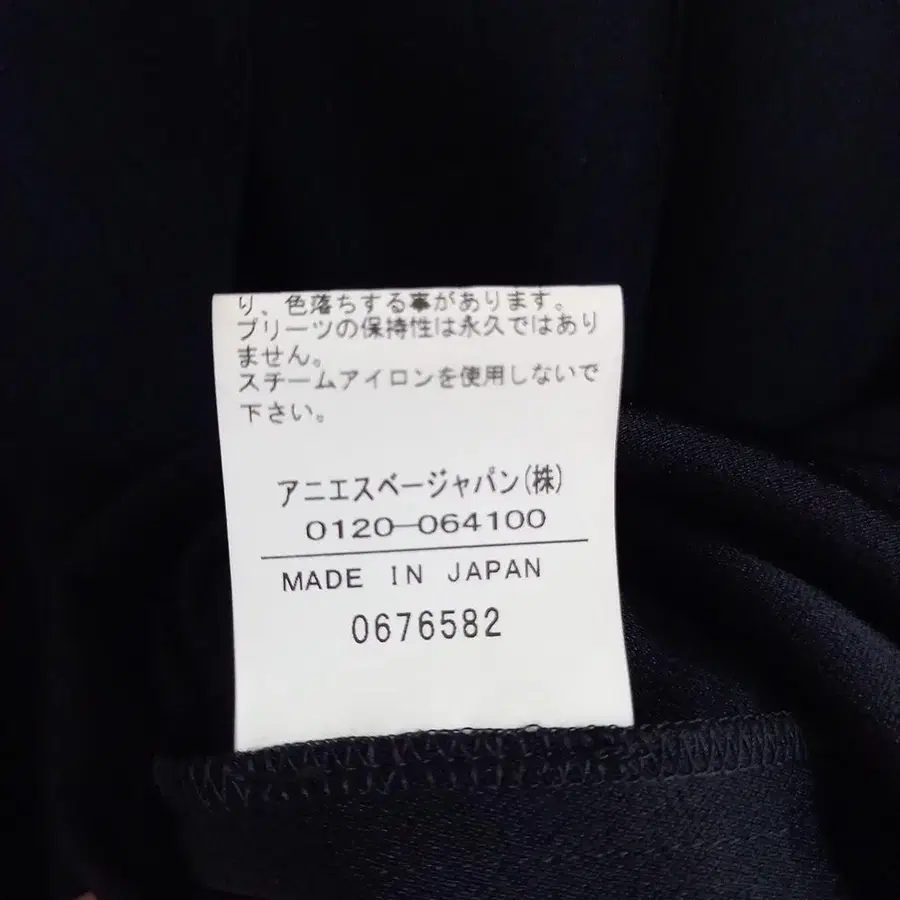 り、色落ちする事があります。
プリーツの保持性は永久ではあり
ません。
スチームアイロンを使用しないで
下さい。
アニエスベージャパン(株)
0120-064100
MADE IN JAPAN
0676582